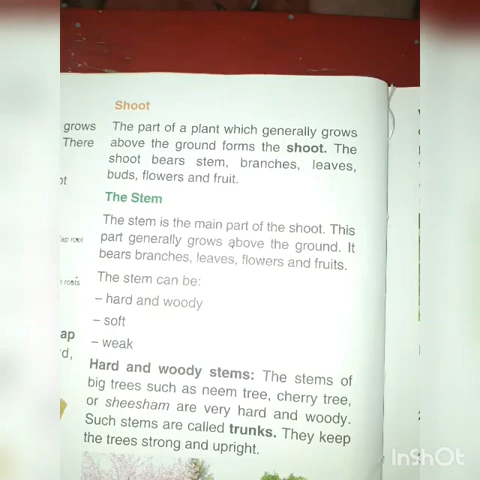 Shoot
The part of a plant which generally grows
above the ground forms the shoot. The
shoot bears stem, branches, leaves,
buds, flowers and fruit.
The Stem
The stem is the main part of the shoot. This
part generally grows above the ground. It
bears branches, leaves, flowers and fruits.
The stem can be:
– hard and woody
– soft
– weak
Hard and woody stems: The stems of
big trees such as neem tree, cherry tree,
or sheesham are very hard and woody.
Such stems are called trunks. They keep
the trees strong and upright.
grows
There
ap root
roots
InShOt